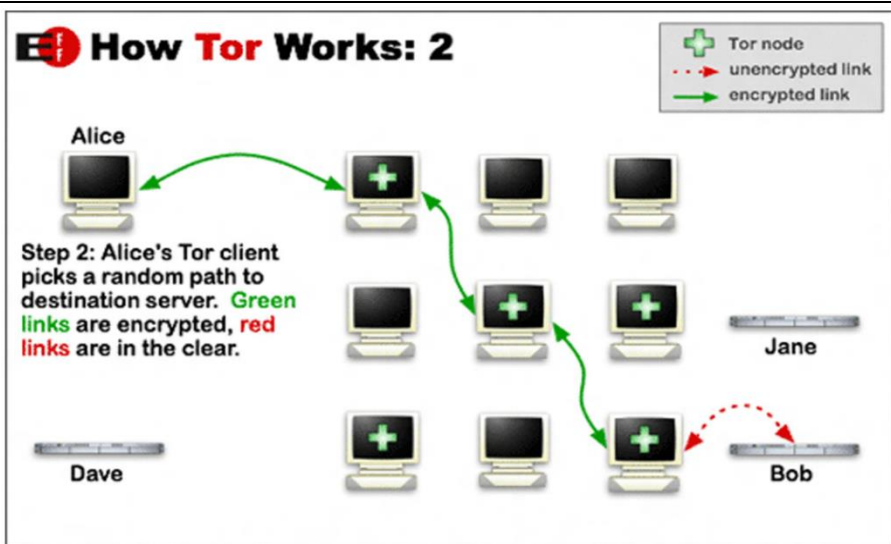 EFF How Tor Works: 2
Tor node
unencrypted link
encrypted link
Alice
Step 2: Alice's Tor client
picks a random path to
destination server. Green
links are encrypted, red
links are in the clear.
Jane
Dave
Bob